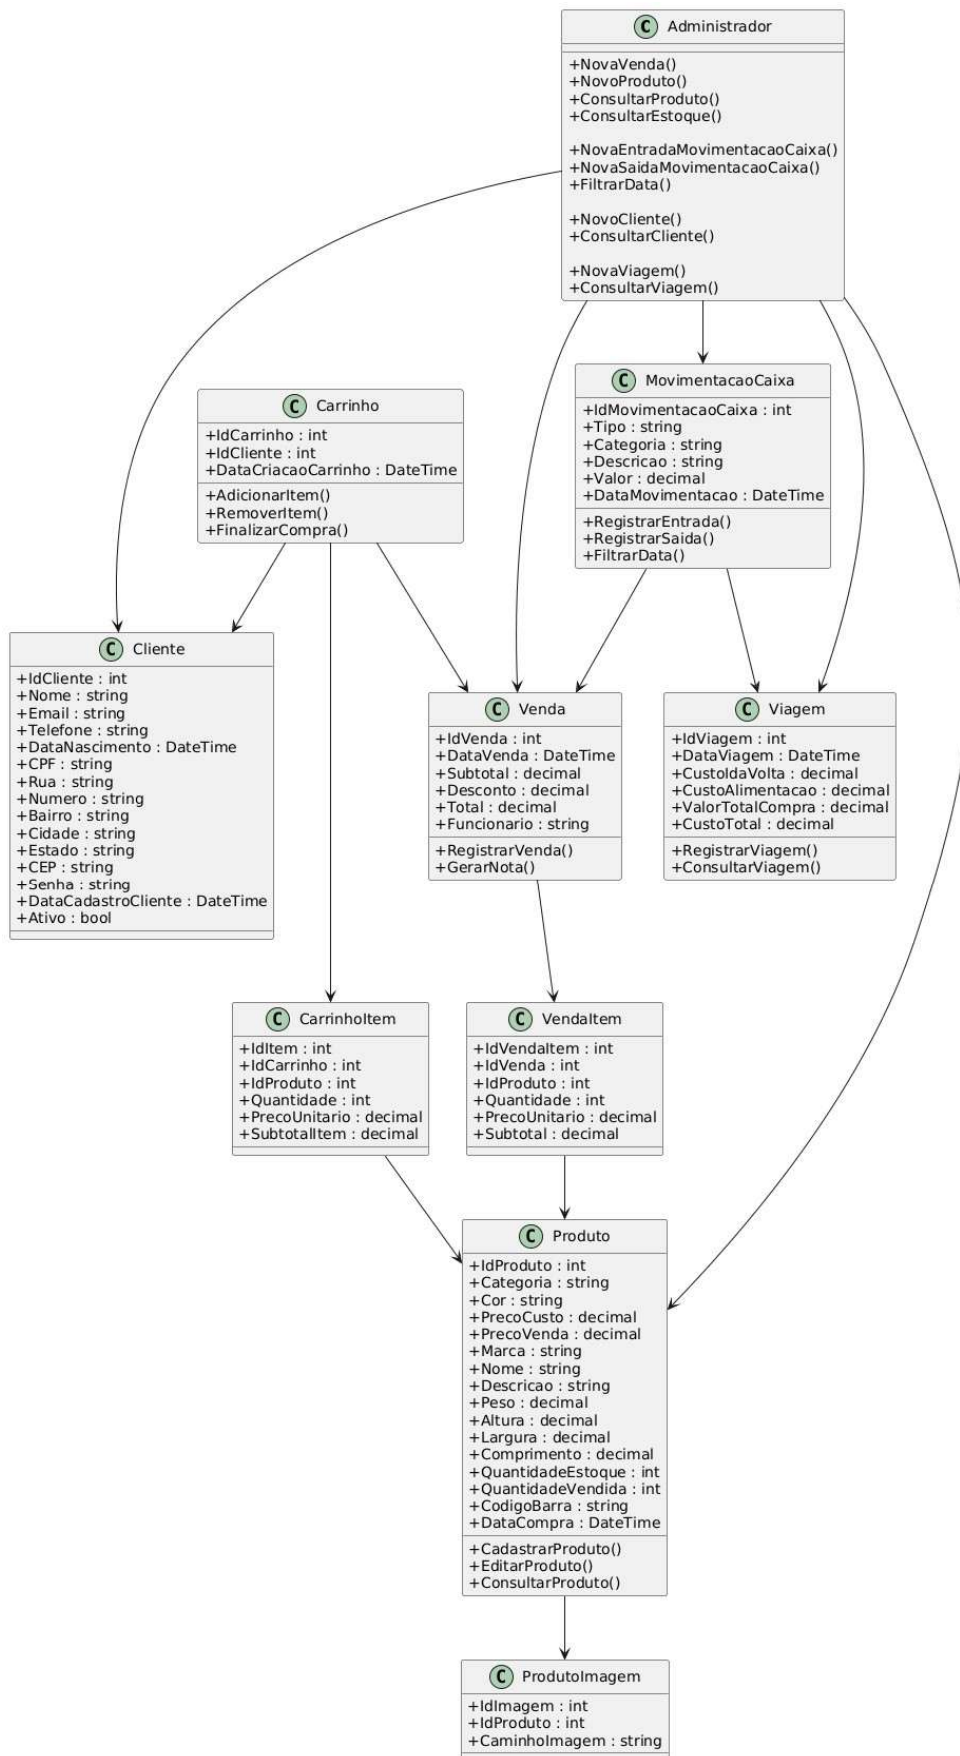 C Administrador
+NovaVenda()
+NovoProduto()
+ConsultarProduto()
+ConsultarEstoque()
+NovaEntradaMovimentacaoCaixa()
+NovaSaidaMovimentacaoCaixa()
+FiltrarData()
+NovoCliente()
+ConsultarCliente()
+NovaViagem()
+ConsultarViagem()
C MovimentacaoCaixa
+IdMovimentacaoCaixa : int
+Tipo : string
+Categoria : string
+Descricao : string
+Valor : decimal
+DataMovimentacao : DateTime
+RegistrarEntrada()
+RegistrarSaida()
+FiltrarData()
C Carrinho
+IdCarrinho : int
+IdCliente : int
+DataCriacaoCarrinho : DateTime
+AdicionarItem()
+RemoverItem()
+FinalizarCompra()
C Cliente
+IdCliente : int
+Nome : string
+Email : string
+Telefone : string
+DataNascimento : DateTime
+CPF : string
+Rua : string
+Numero : string
+Bairro : string
+Cidade : string
+Estado : string
+CEP : string
+Senha : string
+DataCadastroCliente : DateTime
+Ativo : bool
C Venda
+IdVenda : int
+DataVenda : DateTime
+Subtotal : decimal
+Desconto : decimal
+Total : decimal
+Funcionario : string
+RegistrarVenda()
+GerarNota()
C Viagem
+IdViagem : int
+DataViagem : DateTime
+CustoIdaVolta : decimal
+CustoAlimentacao : decimal
+ValorTotalCompra : decimal
+CustoTotal : decimal
+RegistrarViagem()
+ConsultarViagem()
C CarrinhoItem
+IdItem : int
+IdCarrinho : int
+IdProduto : int
+Quantidade : int
+PrecoUnitario : decimal
+SubtotalItem : decimal
C VendaItem
+IdVendaItem : int
+IdVenda : int
+IdProduto : int
+Quantidade : int
+PrecoUnitario : decimal
+Subtotal : decimal
C Produto
+IdProduto : int
+Categoria : string
+Cor : string
+PrecoCusto : decimal
+PrecoVenda : decimal
+Marca : string
+Nome : string
+Descricao : string
+Peso : decimal
+Altura : decimal
+Largura : decimal
+Comprimento : decimal
+QuantidadeEstoque : int
+QuantidadeVendida : int
+CodigoBarra : string
+DataCompra : DateTime
+CadastrarProduto()
+EditarProduto()
+ConsultarProduto()
C ProdutoImagem
+IdImagem : int
+IdProduto : int
+CaminhoImagem : string